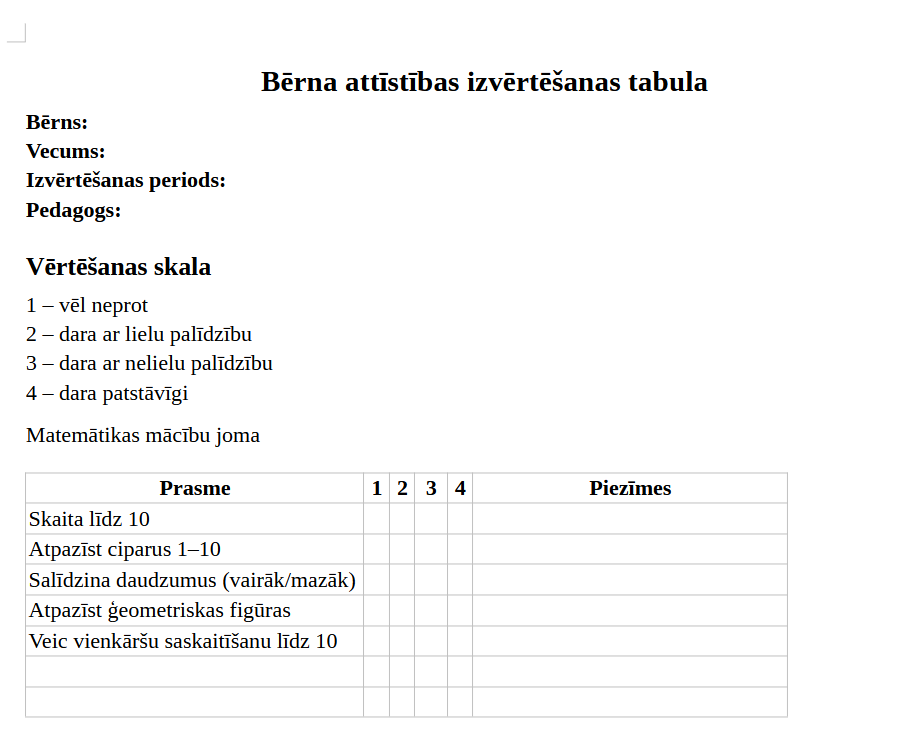 Bērna attīstības izvērtēšanas tabula
Bērns:
Vecums:
Izvērtēšanas periods:
Pedagogs:
Vērtēšanas skala
1 – vēl neprot
2 – dara ar lielu palīdzību
3 – dara ar nelielu palīdzību
4 – dara patstāvīgi
Matemātikas mācību joma
Prasme 1 2 3 4 Piezīmes
Skaita līdz 10
Atpazīst ciparus 1–10
Salīdzina daudzumus (vairāk/mazāk)
Atpazīst ģeometriskas figūras
Veic vienkāršu saskaitīšanu līdz 10